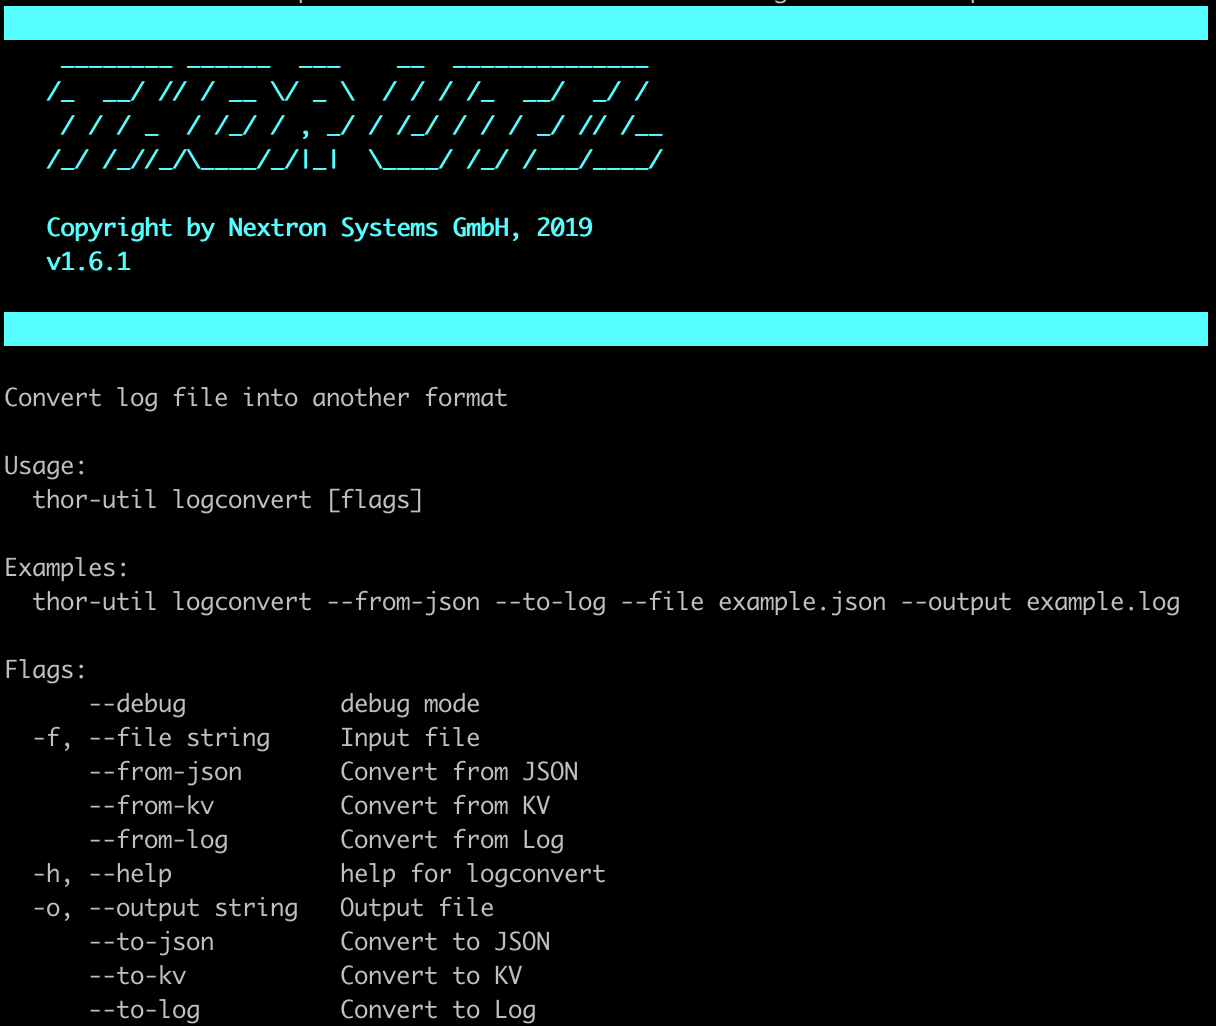 THOR UTIL
Copyright by Nextron Systems GmbH, 2019
v1.6.1
Convert log file into another format
Usage:
  thor-util logconvert [flags]
Examples:
  thor-util logconvert --from-json --to-log --file example.json --output example.log
Flags:
      --debug           debug mode
  -f, --file string     Input file
      --from-json       Convert from JSON
      --from-kv         Convert from KV
      --from-log        Convert from Log
  -h, --help            help for logconvert
  -o, --output string   Output file
      --to-json         Convert to JSON
      --to-kv           Convert to KV
      --to-log          Convert to Log